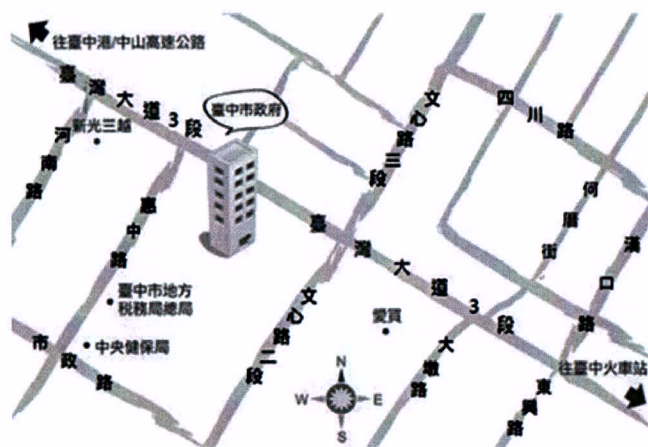 往臺中港/中山高速公路
臺灣大道3段
臺中市政府
新光三越
河南路
惠中路
文心路三段
四川路
何厝街
漢口路
臺灣大道3段
臺中市地方
稅務局總局
中央健保局
市政路
文心路二段
愛買
大墩路
東興路
往臺中火車站
N
W
E
S